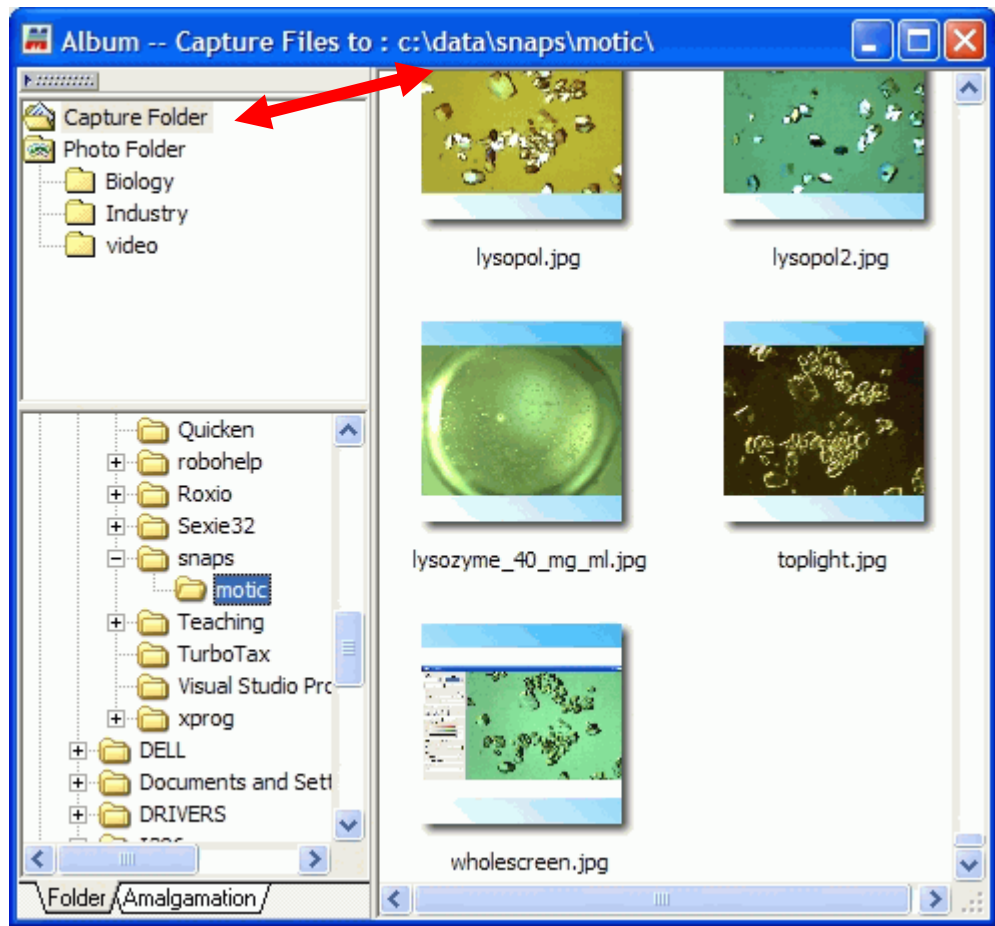 Album -- Capture Files to : c:\data\snaps\motic\
Capture Folder
Photo Folder
Biology
Industry
video
Quicken
robohelp
Roxio
Sexie32
snaps
motic
Teaching
TurboTax
Visual Studio Pro
xprog
DELL
Documents and Sett
DRIVERS
Folder Amalgamation
lysopol.jpg lysopol2.jpg
lysozyme_40_mg_ml.jpg toplight.jpg
wholescreen.jpg